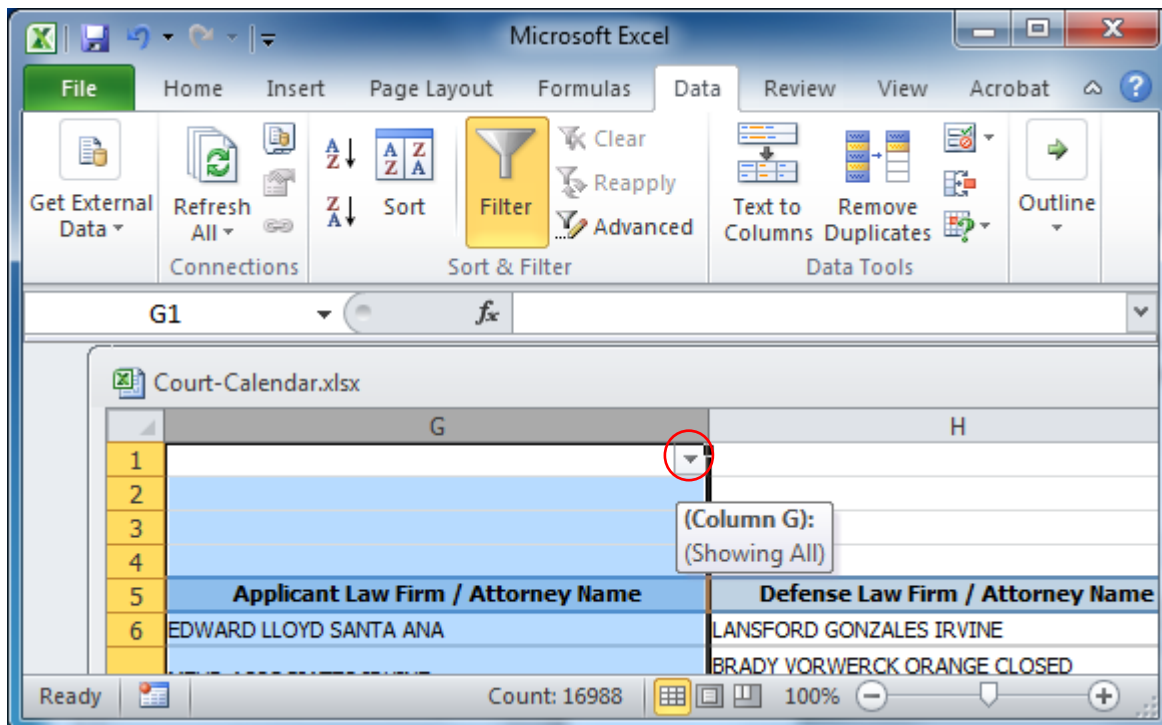 Microsoft Excel
File Home Insert Page Layout Formulas Data Review View Acrobat
Get External Data
Refresh All
Connections
Sort
Filter
Clear
Reapply
Advanced
Sort & Filter
Text to Columns
Remove Duplicates
Data Tools
Outline
G1 fx
Court-Calendar.xlsx
G H
1
2
3 (Column G):
4 (Showing All)
5 Applicant Law Firm / Attorney Name Defense Law Firm / Attorney Name
6 EDWARD LLOYD SANTA ANA LANSFORD GONZALES IRVINE
BRADY VORWERCK ORANGE CLOSED
Ready Count: 16988 100%